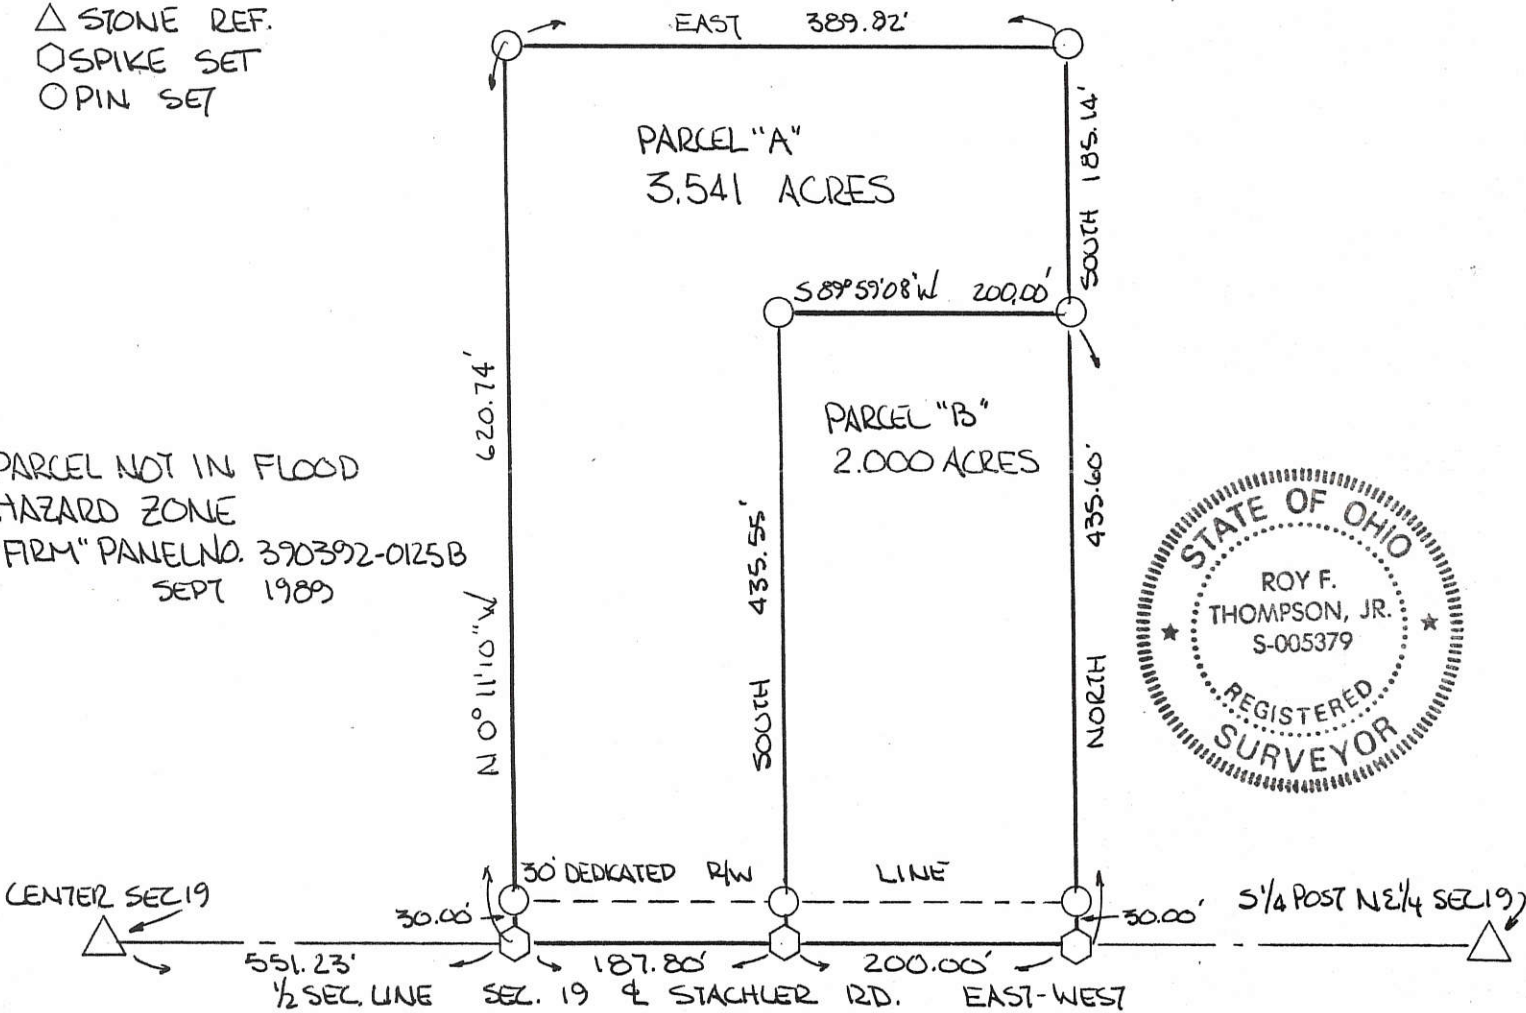 STONE REF.
SPIKE SET
PIN SET
EAST 389.82'
PARCEL "A"
3.541 ACRES
SOUTH 185.14'
S 89°59'08"W 200.00'
620.74'
N 0° 11' 10" W
PARCEL "B"
2.000 ACRES
SOUTH 435.55'
NORTH 435.60'
PARCEL NOT IN FLOOD
HAZARD ZONE
FIRM" PANEL NO. 390392-0125B
SEPT 1989
STATE OF OHIO
ROY F.
THOMPSON, JR.
S-005379
REGISTERED
SURVEYOR
30' DEDICATED R/W LINE
CENTER SEC 19
30.00'
30.00'
S 1/4 POST NE 1/4 SEC 19
551.23' 187.80' 200.00'
1/2 SEC. LINE SEC. 19 ℄ STACHLER RD. EAST-WEST